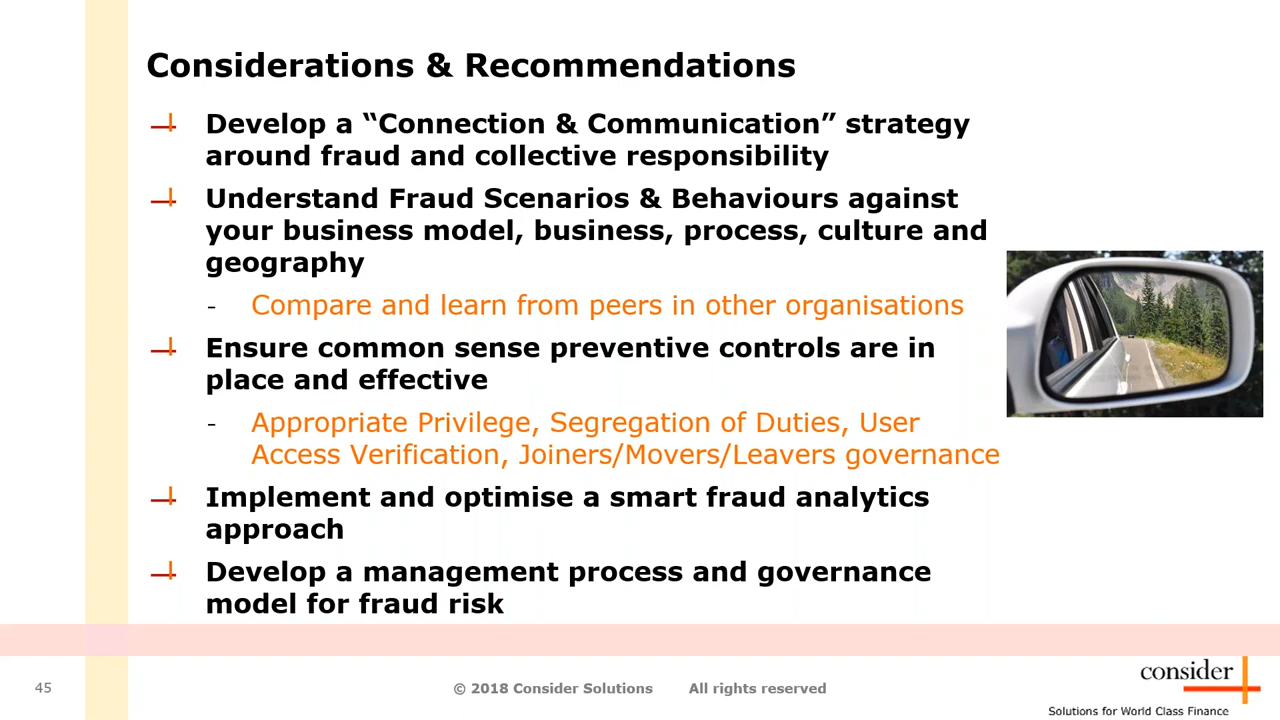 Considerations & Recommendations
Develop a “Connection & Communication” strategy
around fraud and collective responsibility
Understand Fraud Scenarios & Behaviours against
your business model, business, process, culture and
geography
- Compare and learn from peers in other organisations
Ensure common sense preventive controls are in
place and effective
- Appropriate Privilege, Segregation of Duties, User
Access Verification, Joiners/Movers/Leavers governance
Implement and optimise a smart fraud analytics
approach
Develop a management process and governance
model for fraud risk
45
© 2018 Consider Solutions All rights reserved
consider
Solutions for World Class Finance